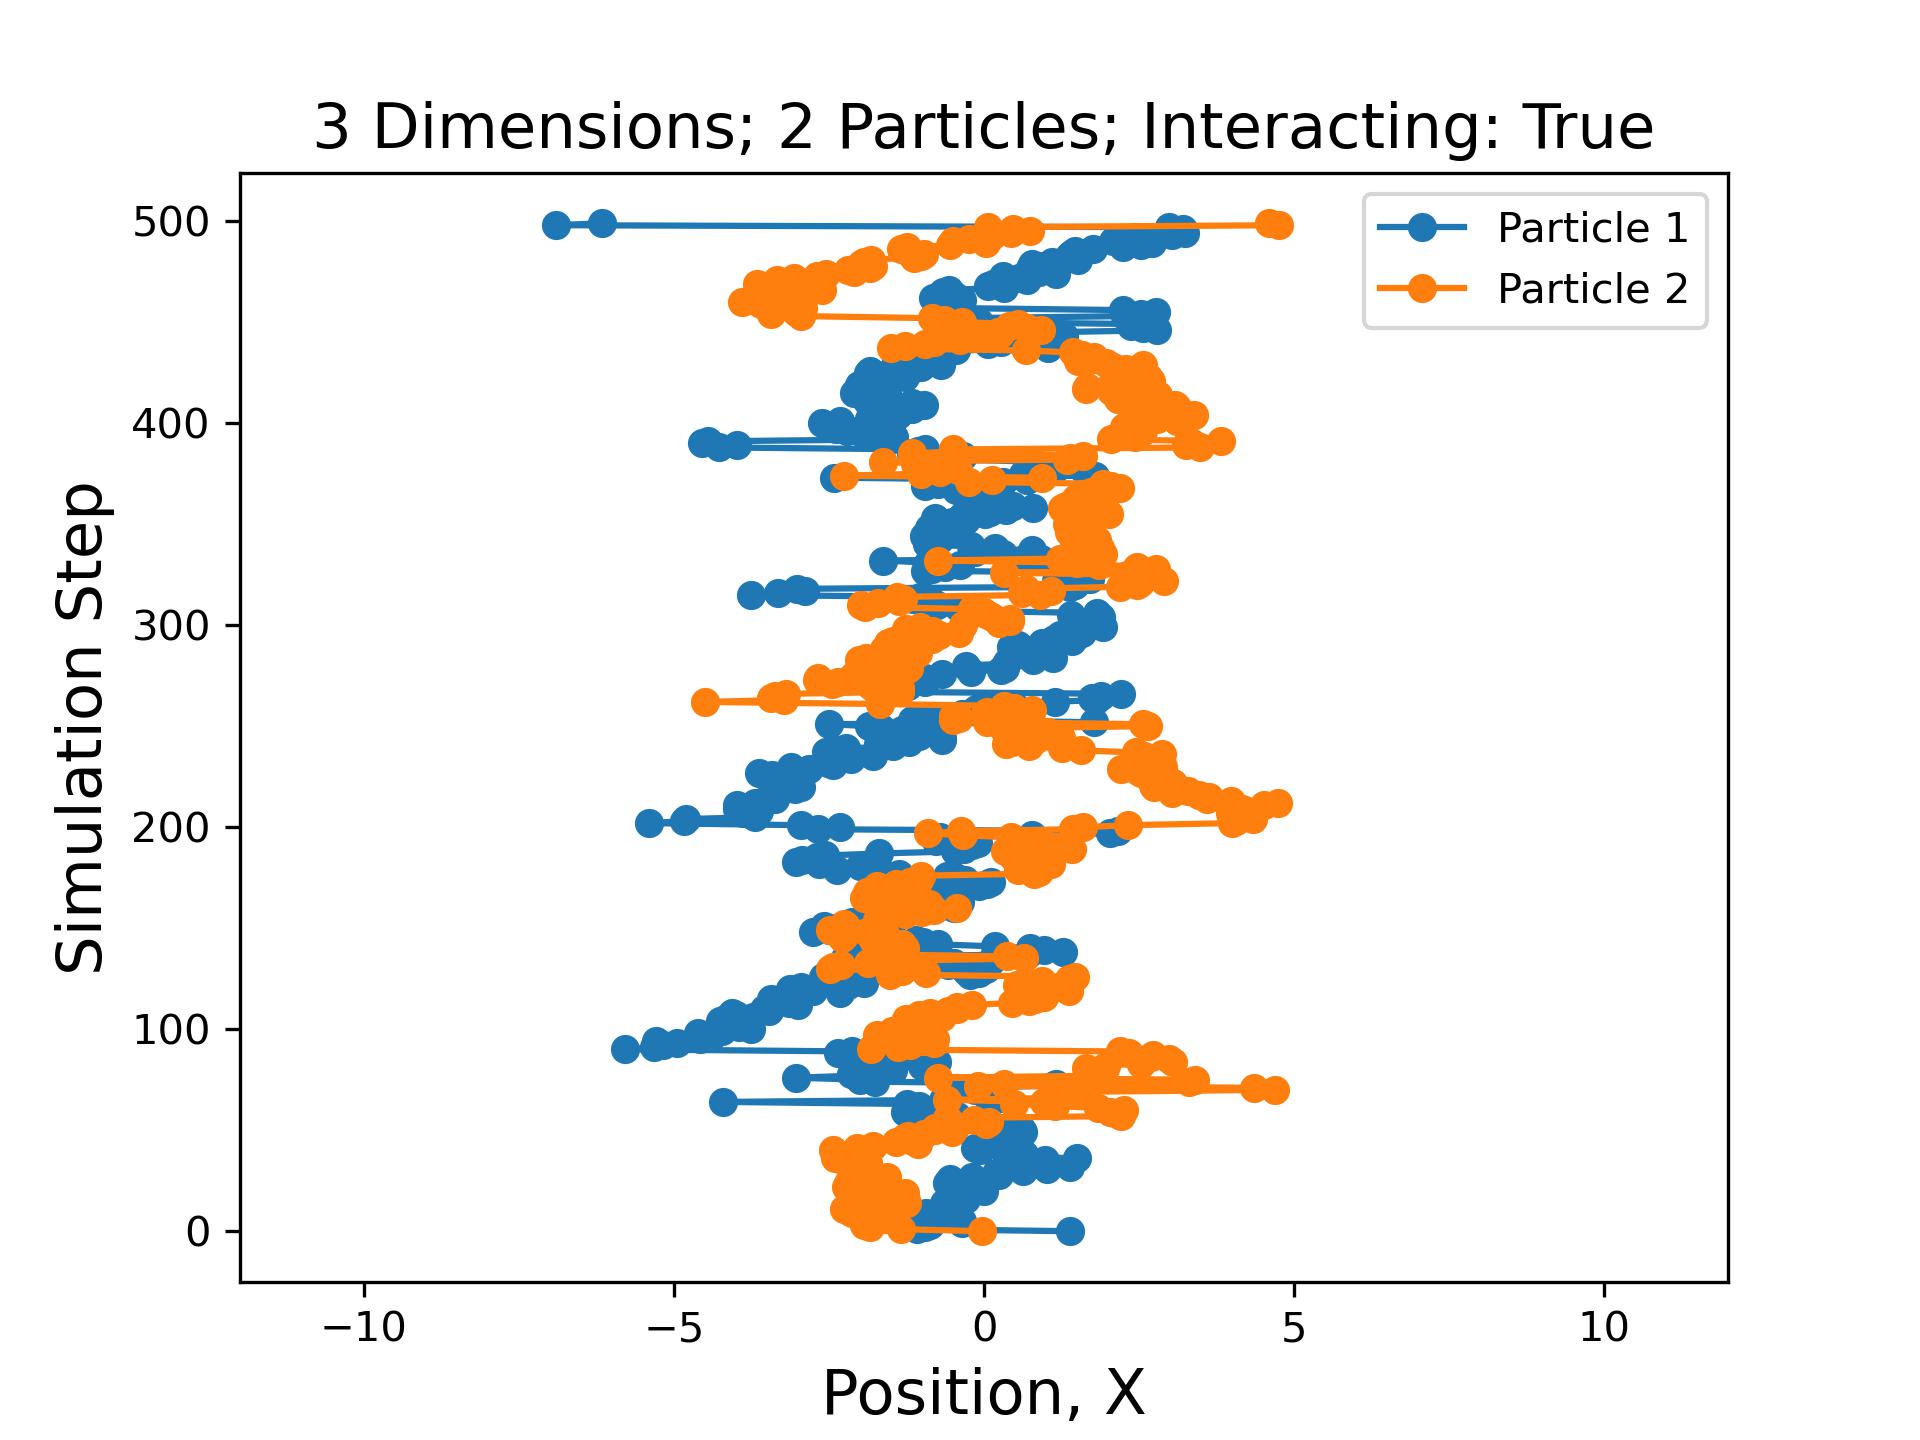 3 Dimensions; 2 Particles; Interacting: True
Particle 1
Particle 2
500
400
300
200
100
0
Simulation Step
−10
−5
0
5
10
Position, X